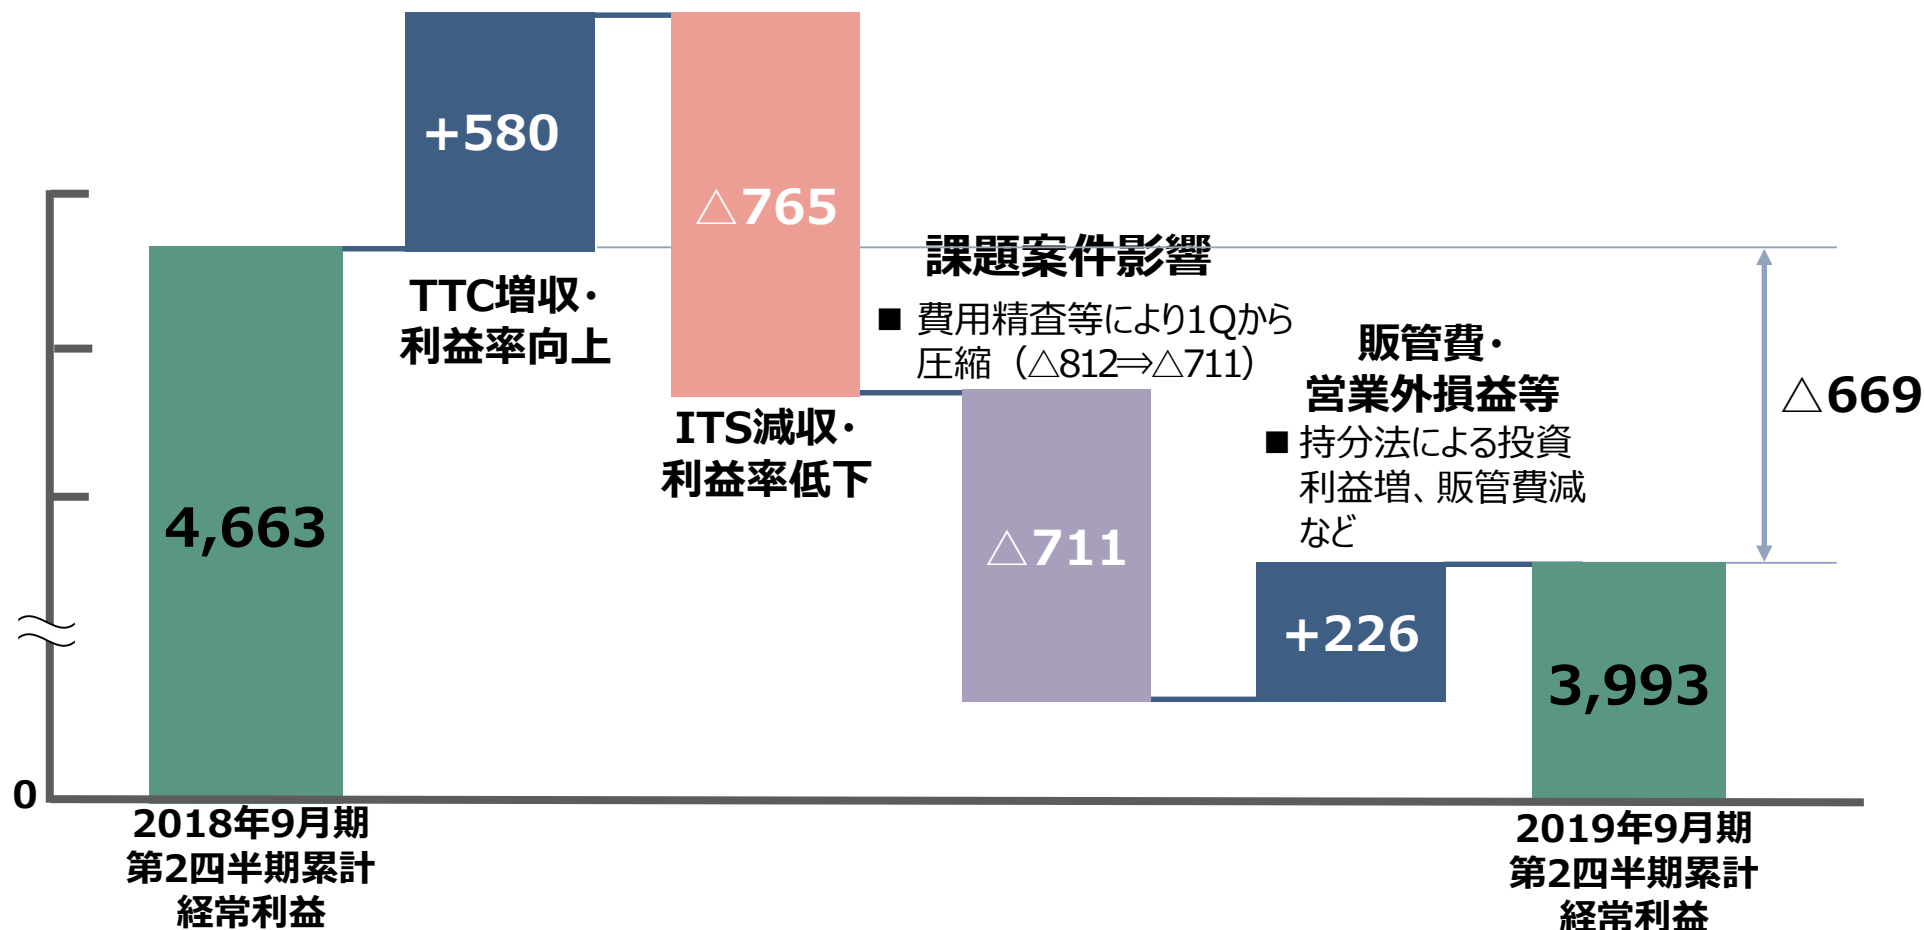 +580
△765
TTC増収・
利益率向上
ITS減収・
利益率低下
課題案件影響
■ 費用精査等により1Qから
圧縮（△812⇒△711）
△711
販管費・
営業外損益等
■ 持分法による投資
利益増、販管費減
など
+226
△669
4,663
3,993
0
2018年9月期
第2四半期累計
経常利益
2019年9月期
第2四半期累計
経常利益